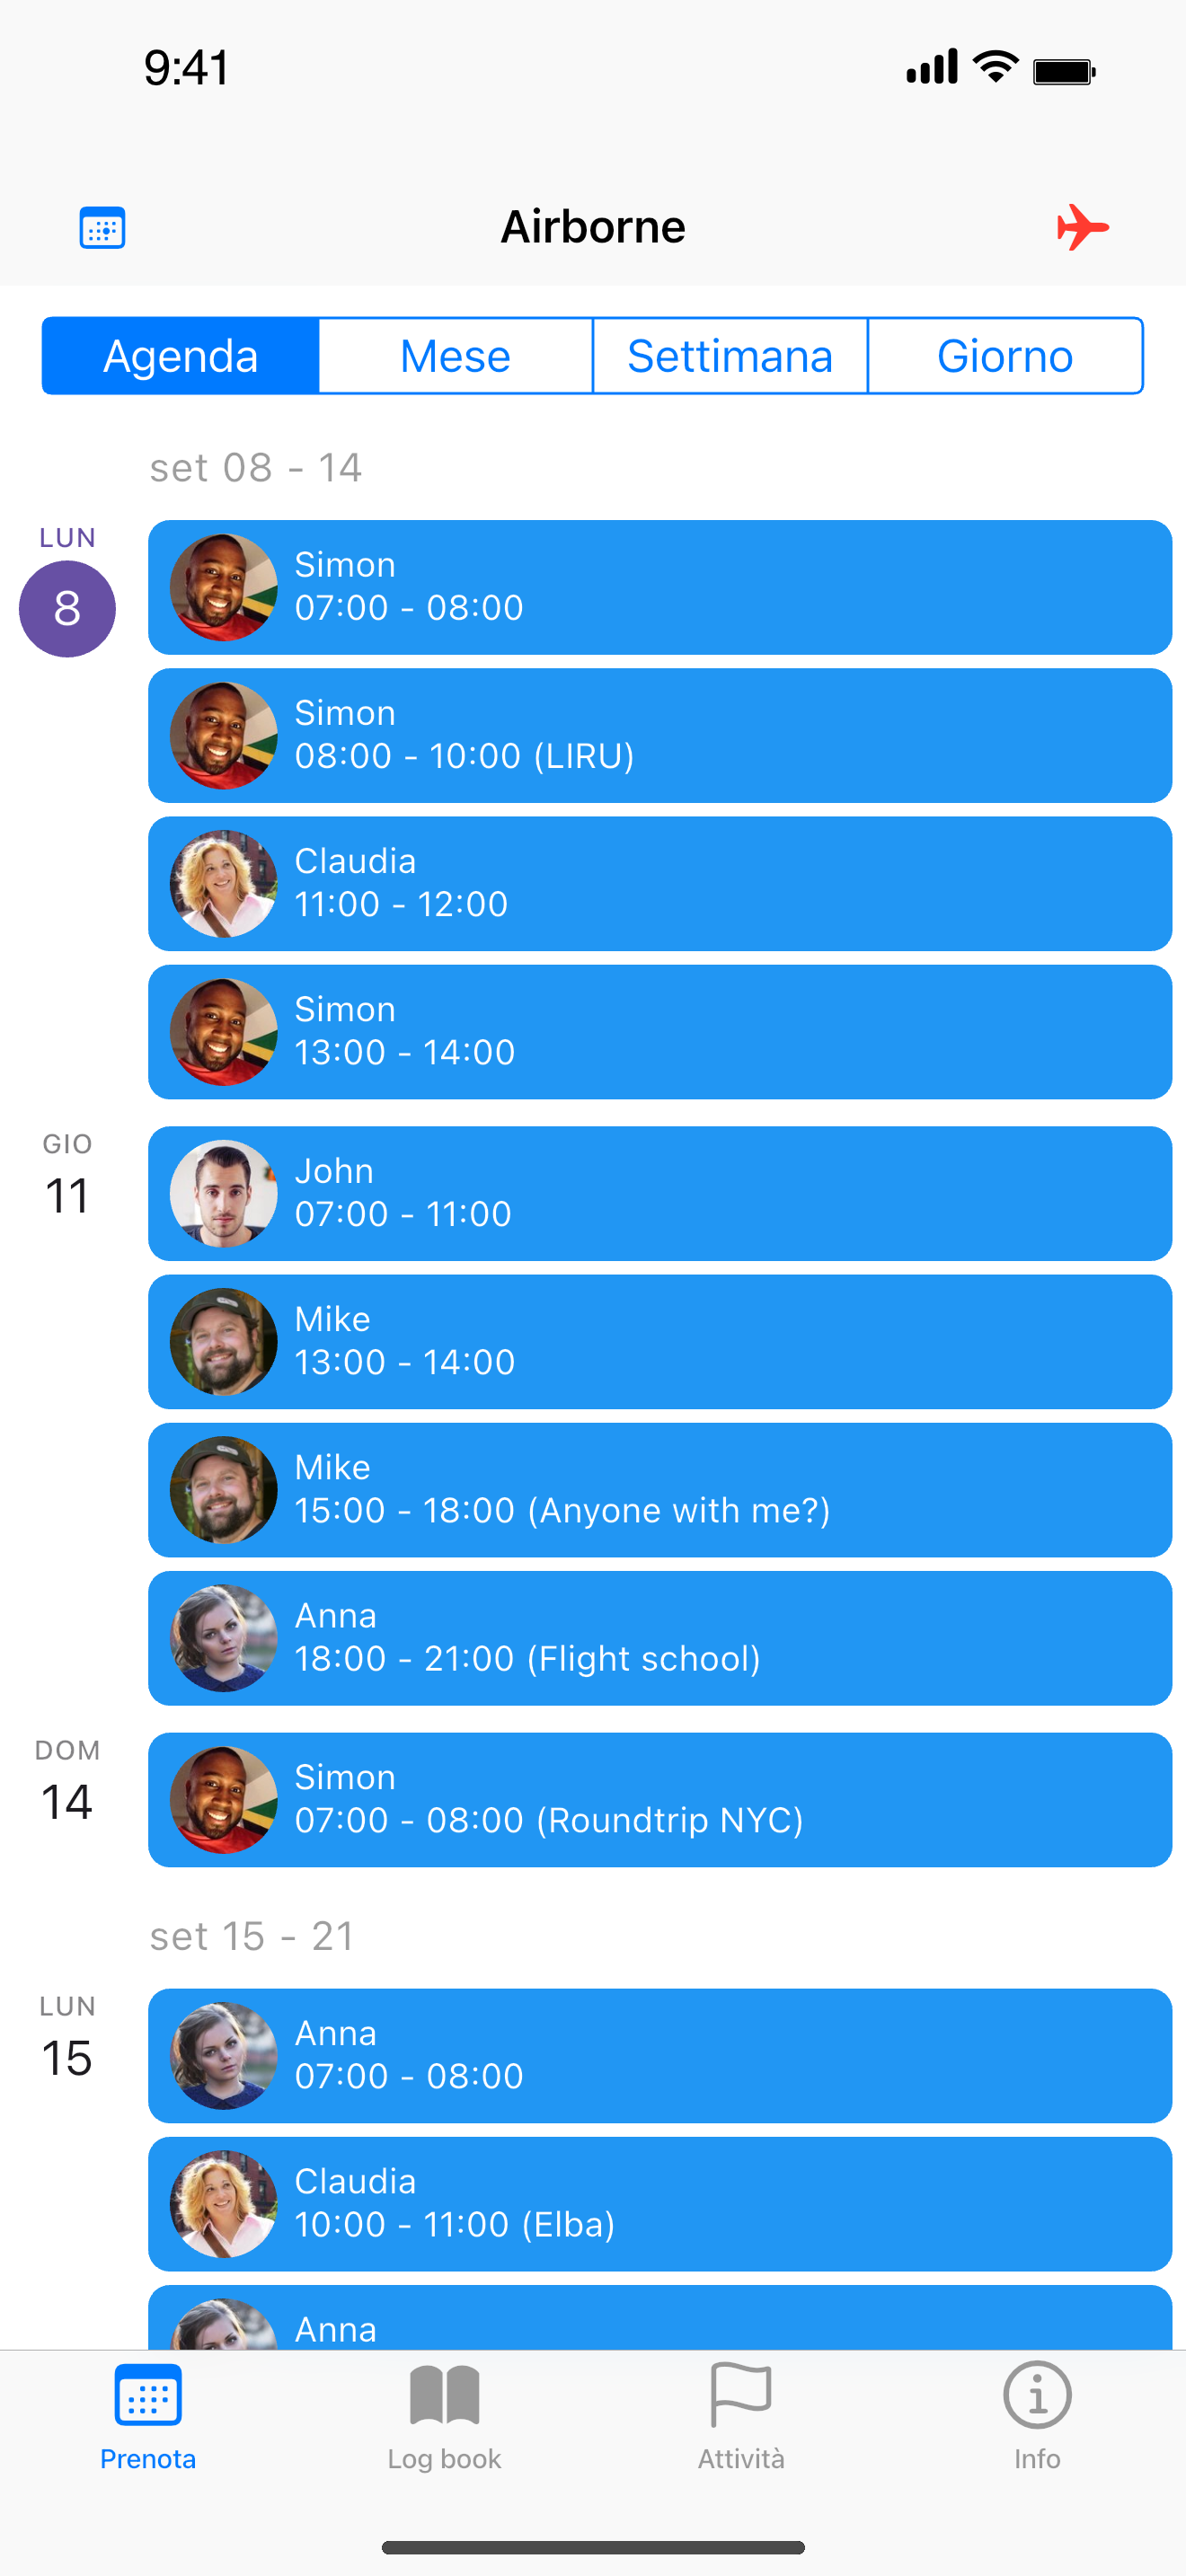 9:41
Airborne
Agenda
Mese
Settimana
Giorno
set 08 - 14
LUN
8
Simon
07:00 - 08:00
Simon
08:00 - 10:00 (LIRU)
Claudia
11:00 - 12:00
Simon
13:00 - 14:00
GIO
11
John
07:00 - 11:00
Mike
13:00 - 14:00
Mike
15:00 - 18:00 (Anyone with me?)
Anna
18:00 - 21:00 (Flight school)
DOM
14
Simon
07:00 - 08:00 (Roundtrip NYC)
set 15 - 21
LUN
15
Anna
07:00 - 08:00
Claudia
10:00 - 11:00 (Elba)
Anna
Prenota
Log book
Attività
Info